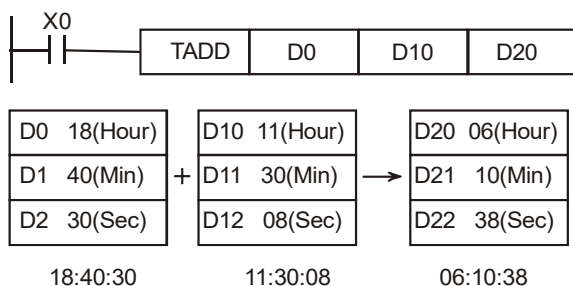 X0
TADD D0 D10 D20
D0 18(Hour) D10 11(Hour) D20 06(Hour)
D1 40(Min) + D11 30(Min) → D21 10(Min)
D2 30(Sec) D12 08(Sec) D22 38(Sec)
18:40:30 11:30:08 06:10:38